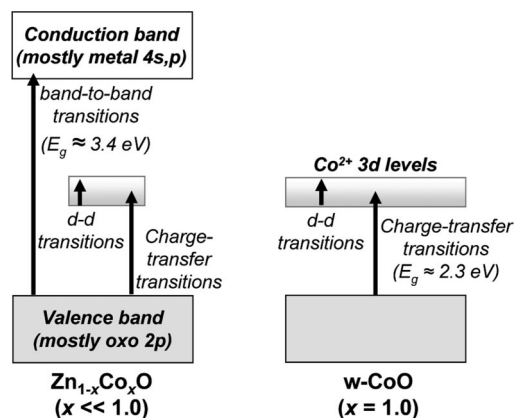 Conduction band
(mostly metal 4s,p)
band-to-band
transitions
(E_g ≈ 3.4 eV)
d-d
transitions
Charge-
transfer
transitions
Valence band
(mostly oxo 2p)
Zn₁₋ₓCoₓO
(x << 1.0)
Co²⁺ 3d levels
d-d
transitions
Charge-transfer
transitions
(E_g ≈ 2.3 eV)
w-CoO
(x = 1.0)